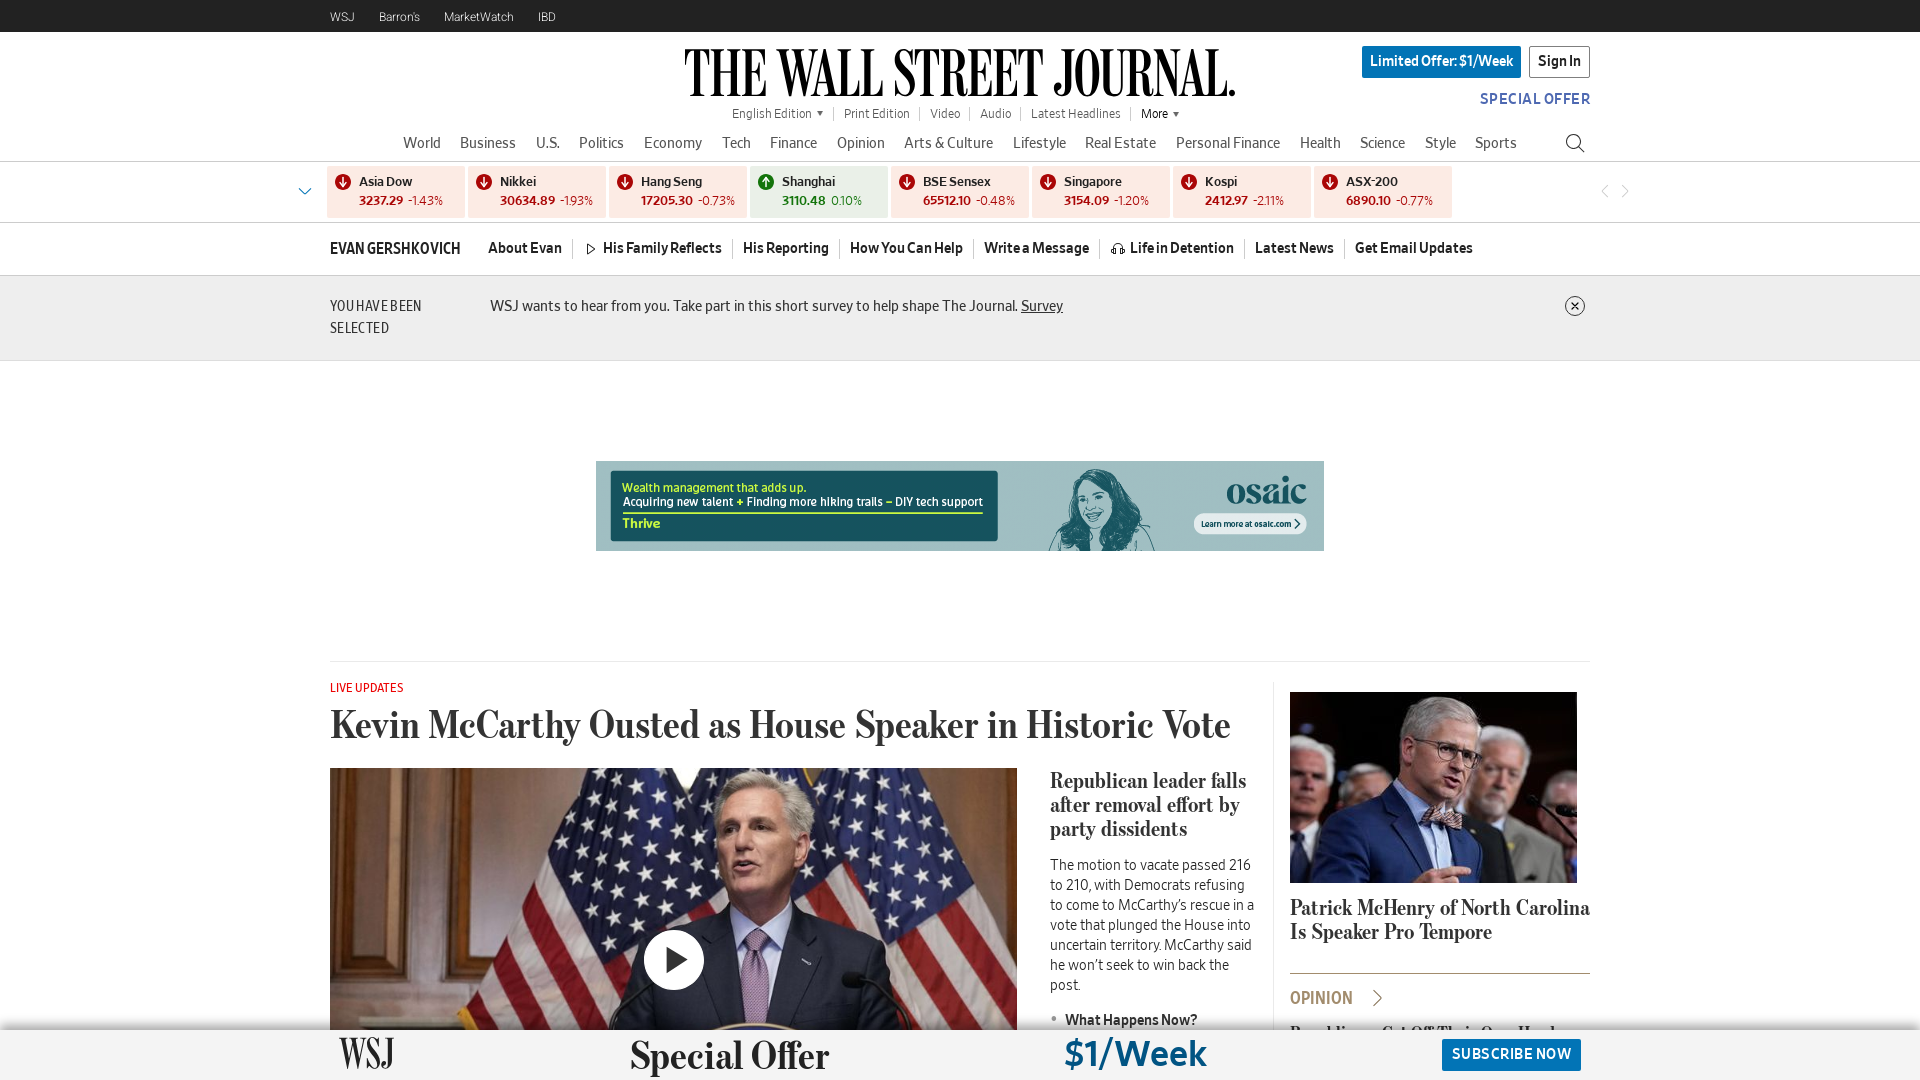 WSJ Barron's MarketWatch IBD
THE WALL STREET JOURNAL.
Limited Offer: $1/Week Sign In
SPECIAL OFFER
English Edition Print Edition Video Audio Latest Headlines More
World Business U.S. Politics Economy Tech Finance Opinion Arts & Culture Lifestyle Real Estate Personal Finance Health Science Style Sports
Asia Dow Nikkei Hang Seng Shanghai BSE Sensex Singapore Kospi ASX-200
3237.29 -1.43% 30634.89 -1.93% 17205.30 -0.73% 3110.48 0.10% 65512.10 -0.48% 3154.09 -1.20% 2412.97 -2.11% 6890.10 -0.77%
EVAN GERSHKOVICH About Evan His Family Reflects His Reporting How You Can Help Write a Message Life in Detention Latest News Get Email Updates
YOU HAVE BEEN
SELECTED
WSJ wants to hear from you. Take part in this short survey to help shape The Journal. Survey
Wealth management that adds up.
Acquiring new talent + Finding more hiking trails – DIY tech support
Thrive
osaic
Learn more at osaic.com
LIVE UPDATES
Kevin McCarthy Ousted as House Speaker in Historic Vote
Republican leader falls
after removal effort by
party dissidents
The motion to vacate passed 216
to 210, with Democrats refusing
to come to McCarthy’s rescue in a
vote that plunged the House into
uncertain territory. McCarthy said
he won’t seek to win back the
post.
• What Happens Now?
Patrick McHenry of North Carolina
Is Speaker Pro Tempore
OPINION
WSJ Special Offer $1/Week SUBSCRIBE NOW